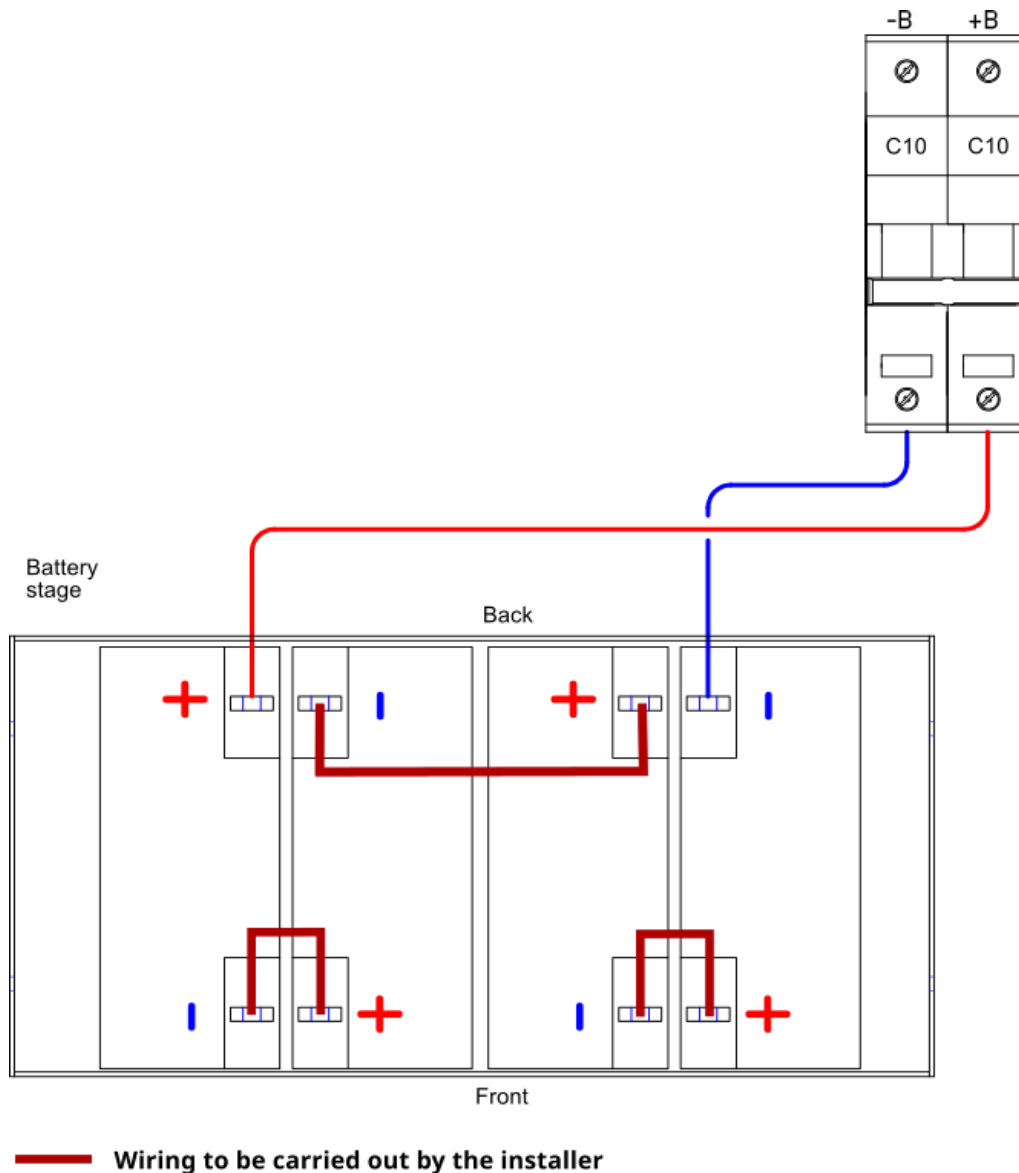 -B +B
C10 C10
Battery
stage
Back
+ - + -
- + - +
Front
Wiring to be carried out by the installer